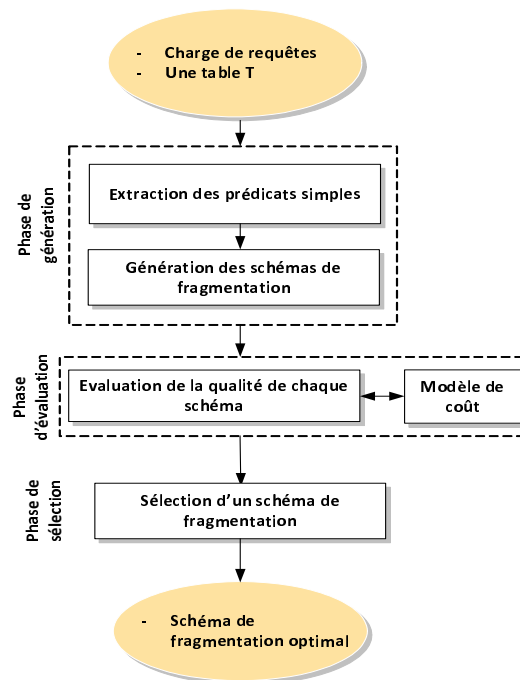 - Charge de requêtes
- Une table T
Phase de
génération
Extraction des prédicats simples
Génération des schémas de
fragmentation
Phase
d'évaluation
Evaluation de la qualité de chaque
schéma
Modèle de
coût
Phase de
sélection
Sélection d'un schéma de
fragmentation
- Schéma de
fragmentation optimal